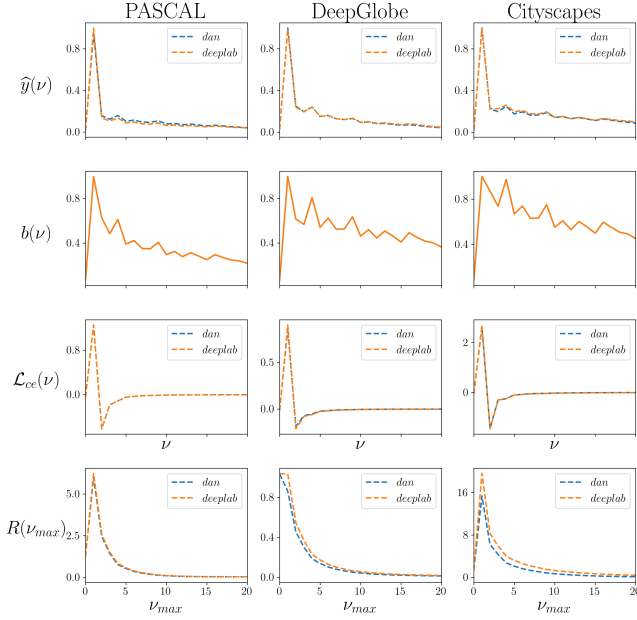 PASCAL DeepGlobe Cityscapes
ŷ(ν)
0.8
0.4
0.0
dan
deeplab
0.8
0.4
0.0
dan
deeplab
0.8
0.4
0.0
dan
deeplab
b(ν)
0.8
0.4
0.8
0.4
0.8
0.4
ℒce(ν)
0.8
0.0
dan
deeplab
0.5
0.0
dan
deeplab
2
0
dan
deeplab
ν ν ν
R(νmax)
5.0
2.5
0.0
dan
deeplab
0.8
0.4
0.0
dan
deeplab
16
8
0
dan
deeplab
0 5 10 15 20 0 5 10 15 20 0 5 10 15 20
νmax νmax νmax